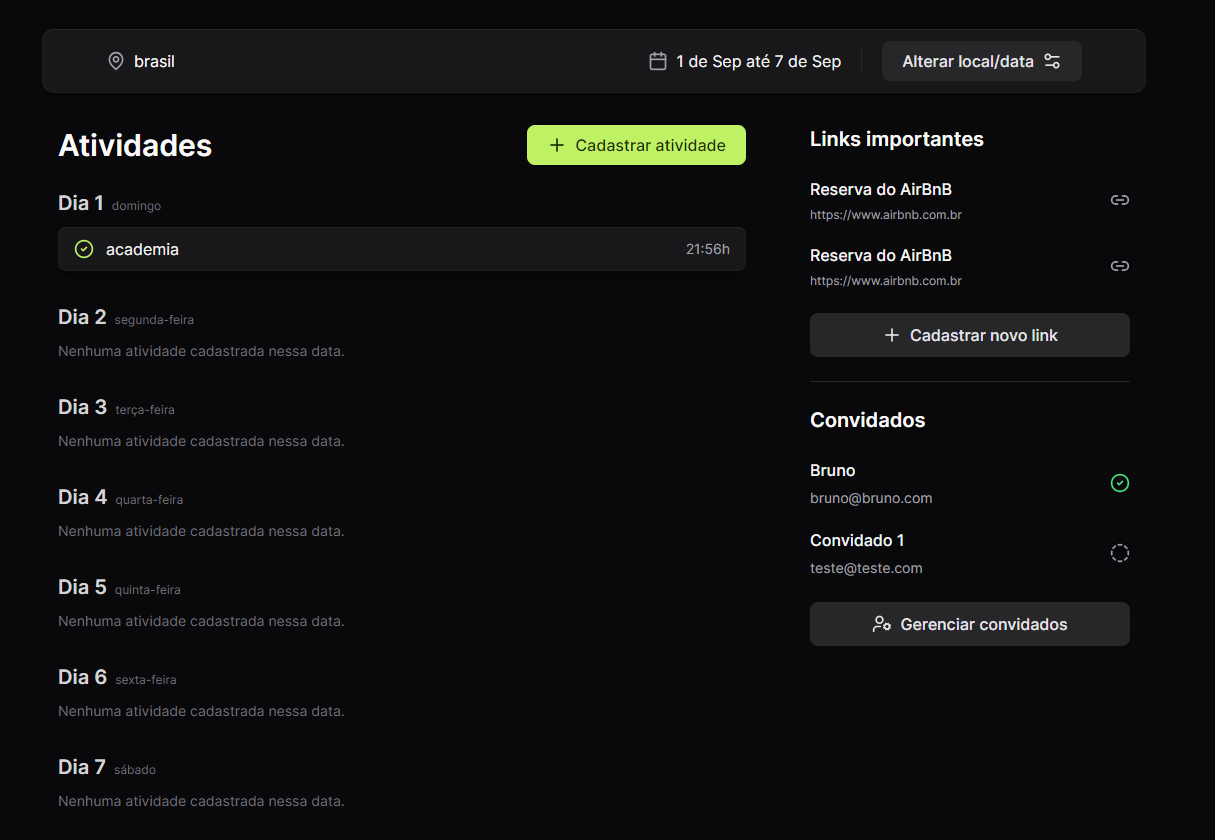 brasil
1 de Sep até 7 de Sep
Alterar local/data
Atividades
Cadastrar atividade
Dia 1 domingo
academia 21:56h
Dia 2 segunda-feira
Nenhuma atividade cadastrada nessa data.
Dia 3 terça-feira
Nenhuma atividade cadastrada nessa data.
Dia 4 quarta-feira
Nenhuma atividade cadastrada nessa data.
Dia 5 quinta-feira
Nenhuma atividade cadastrada nessa data.
Dia 6 sexta-feira
Nenhuma atividade cadastrada nessa data.
Dia 7 sábado
Nenhuma atividade cadastrada nessa data.
Links importantes
Reserva do AirBnB
https://www.airbnb.com.br
Reserva do AirBnB
https://www.airbnb.com.br
Cadastrar novo link
Convidados
Bruno
bruno@bruno.com
Convidado 1
teste@teste.com
Gerenciar convidados